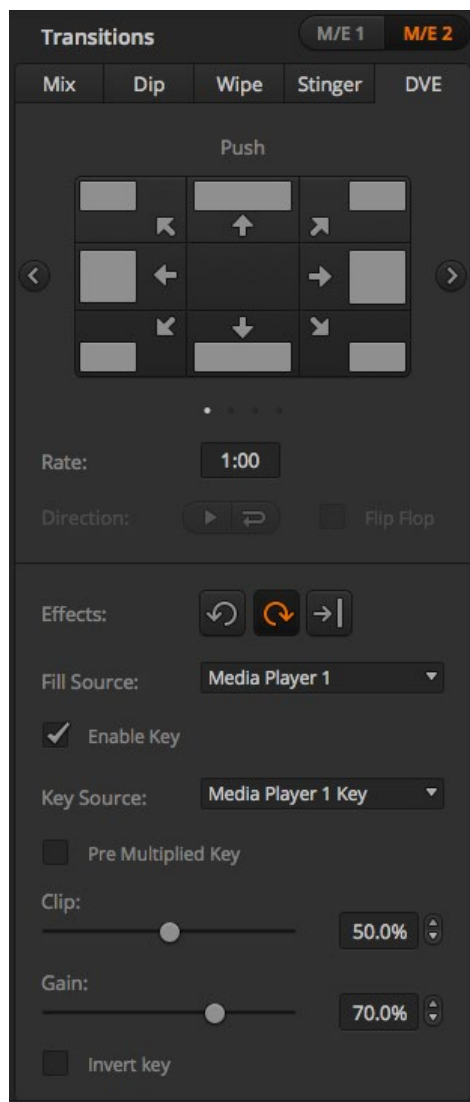 Transitions M/E 1 M/E 2
Mix Dip Wipe Stinger DVE
Push
Rate: 1:00
Direction: Flip Flop
Effects:
Fill Source: Media Player 1
Enable Key
Key Source: Media Player 1 Key
Pre Multiplied Key
Clip:
50.0%
Gain:
70.0%
Invert key